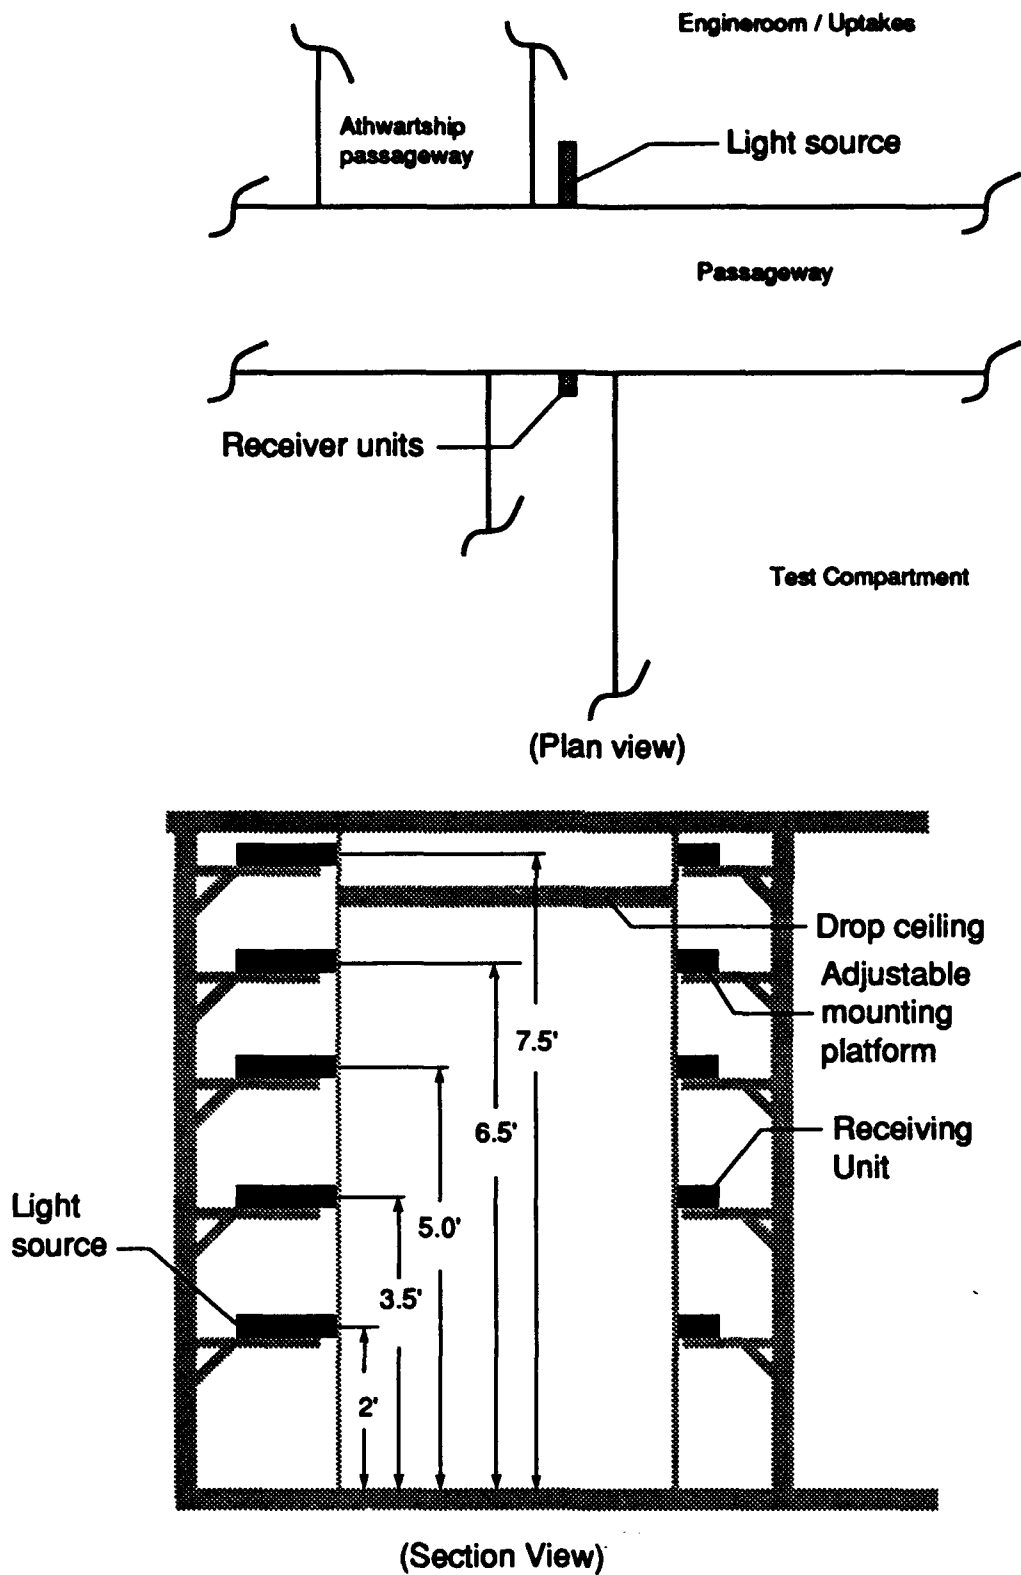 Engineroom / Uptakes
Athwartship
passageway
Light source
Passageway
Receiver units
Test Compartment
(Plan view)
Drop ceiling
Adjustable
mounting
platform
7.5'
6.5'
Receiving
Unit
5.0'
Light
source
3.5'
2'
(Section View)